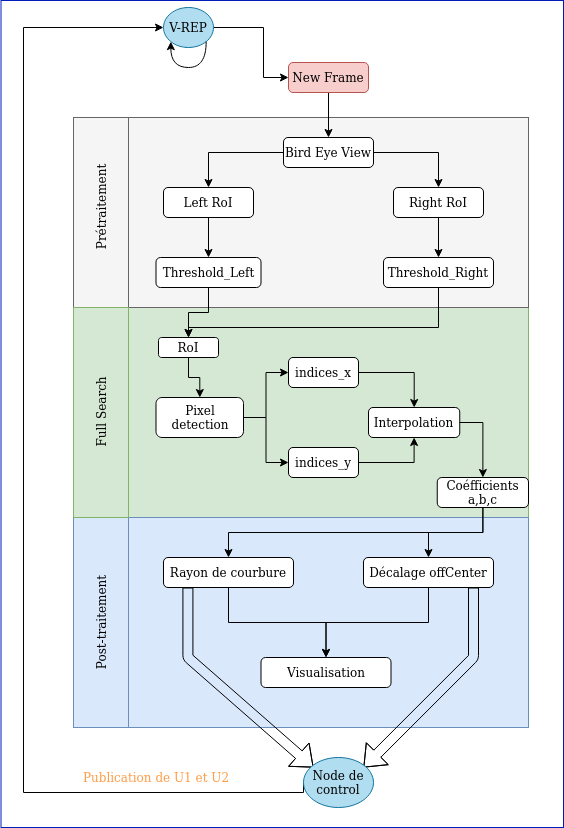 V-REP
New Frame
Prétraitement
Bird Eye View
Left RoI
Right RoI
Threshold_Left
Threshold_Right
Full Search
RoI
Pixel
detection
indices_x
indices_y
Interpolation
Coéfficients
a,b,c
Post-traitement
Rayon de courbure
Décalage offCenter
Visualisation
Node de
control
Publication de U1 et U2